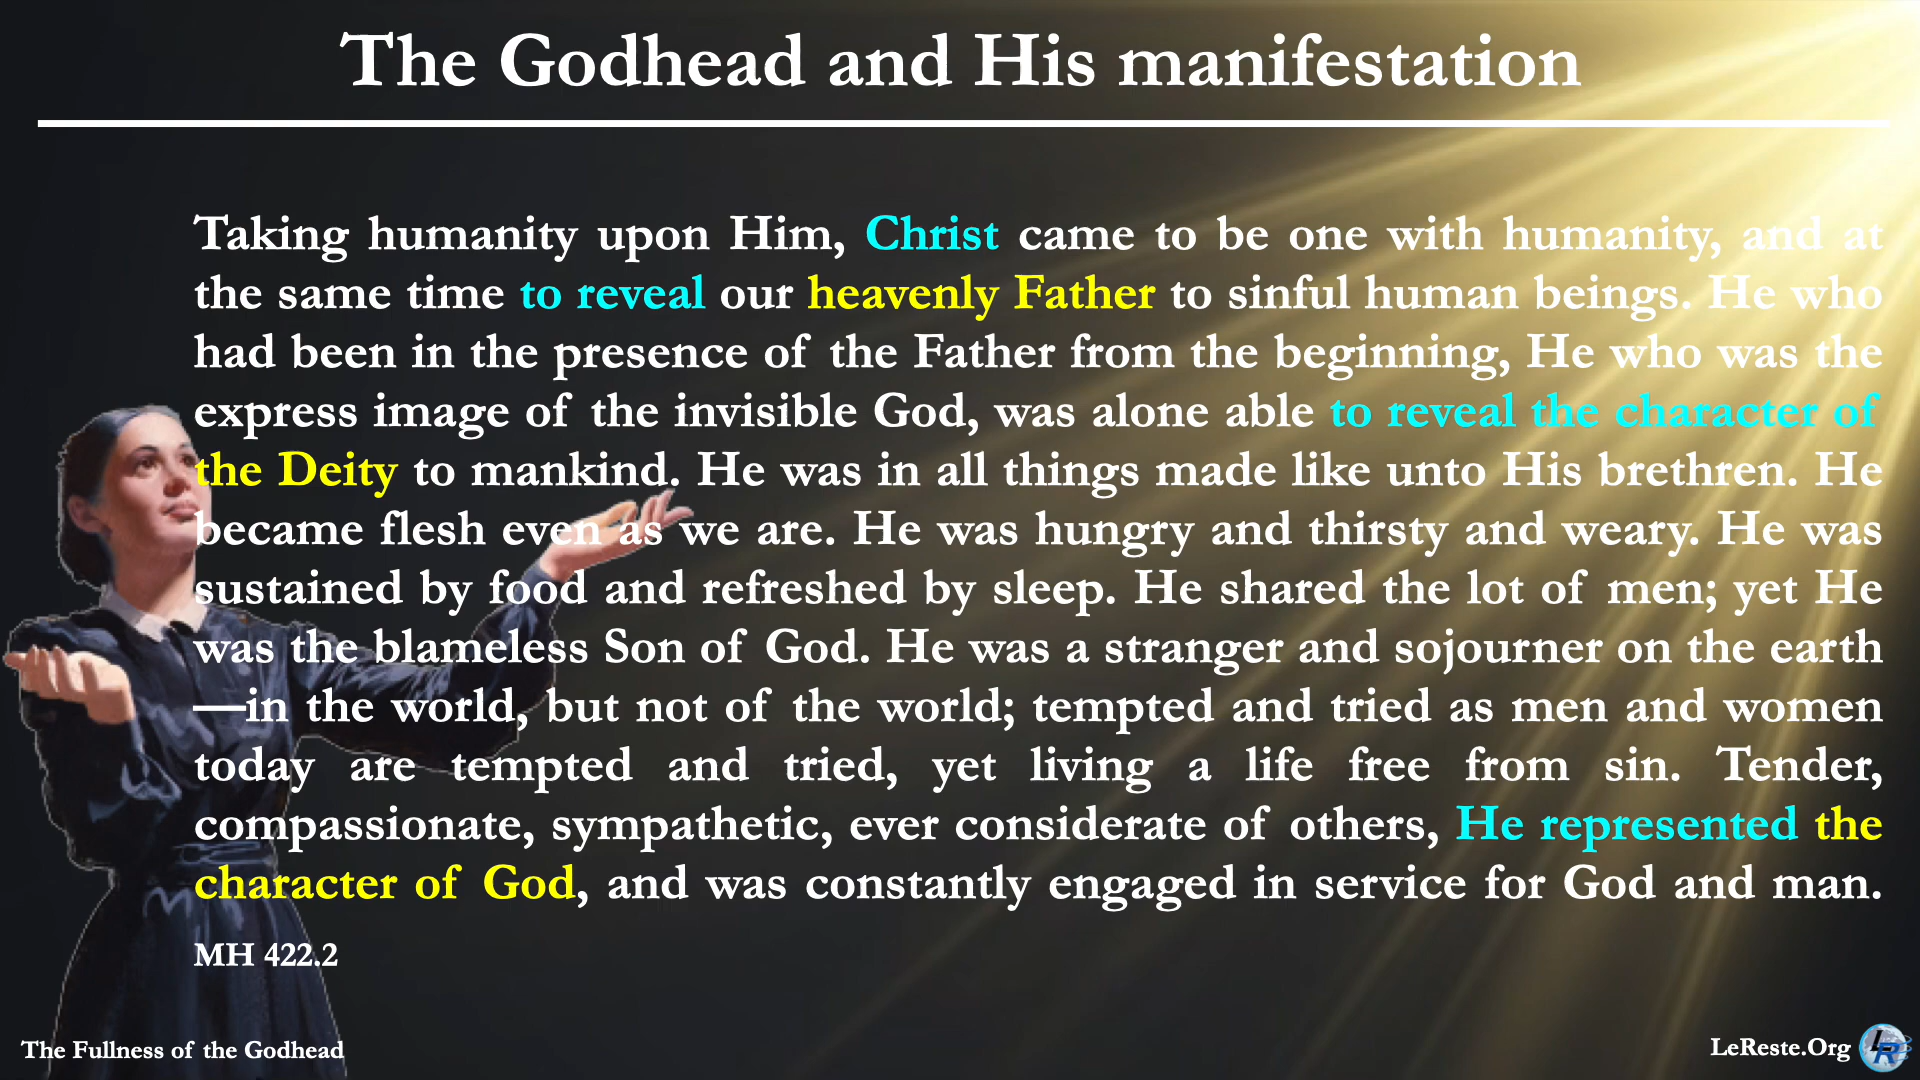 The Godhead and His manifestation
Taking humanity upon Him, Christ came to be one with humanity, and at
the same time to reveal our heavenly Father to sinful human beings. He who
had been in the presence of the Father from the beginning, He who was the
express image of the invisible God, was alone able to reveal the character of
the Deity to mankind. He was in all things made like unto His brethren. He
became flesh even as we are. He was hungry and thirsty and weary. He was
sustained by food and refreshed by sleep. He shared the lot of men; yet He
was the blameless Son of God. He was a stranger and sojourner on the earth
—in the world, but not of the world; tempted and tried as men and women
today are tempted and tried, yet living a life free from sin. Tender,
compassionate, sympathetic, ever considerate of others, He represented the
character of God, and was constantly engaged in service for God and man.
MH 422.2
The Fullness of the Godhead
LeReste.Org
LR